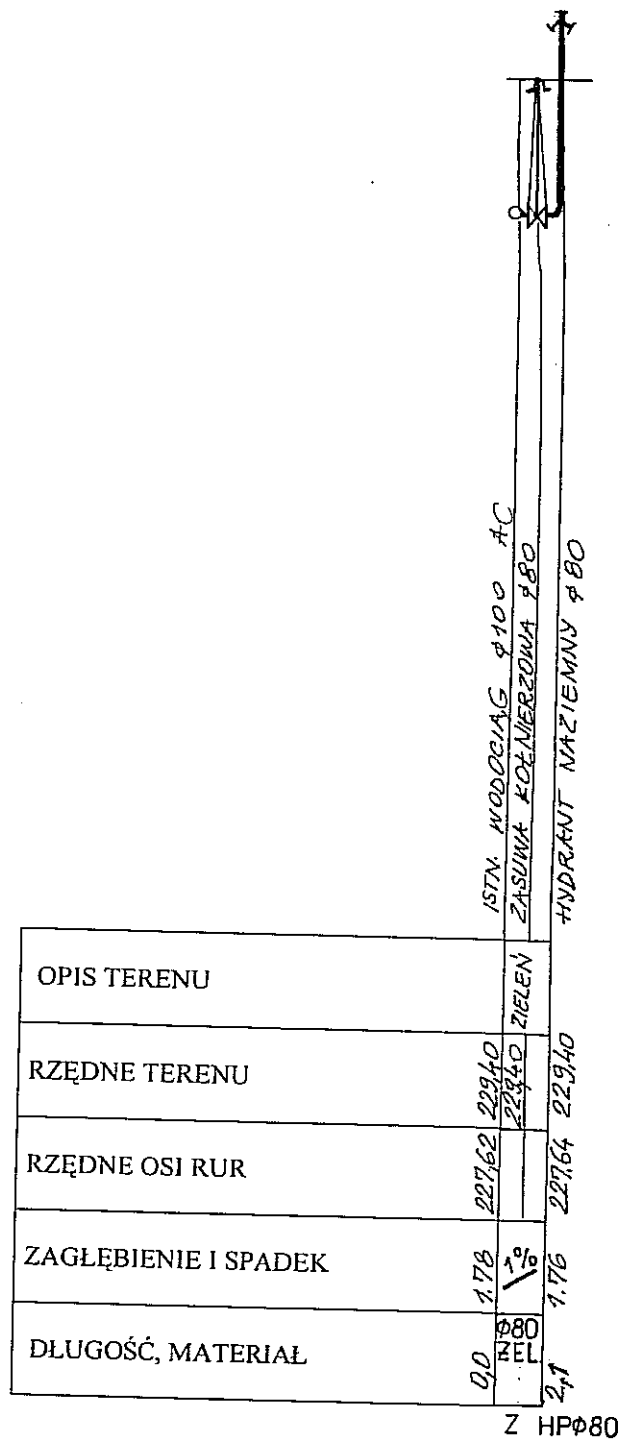 ISTN. WODOCIĄG φ100 AC
ZASUWA KOŁNIERZOWA φ80
HYDRANT NAZIEMNY φ80
OPIS TERENU
ZIELEŃ
RZĘDNE TERENU
229,40
229,40
229,40
RZĘDNE OSI RUR
227,62
227,64
ZAGŁĘBIENIE I SPADEK
1.78
1%
1.76
DŁUGOŚĆ, MATERIAŁ
0,0
φ80
ŻEL
2,1
Z HPφ80